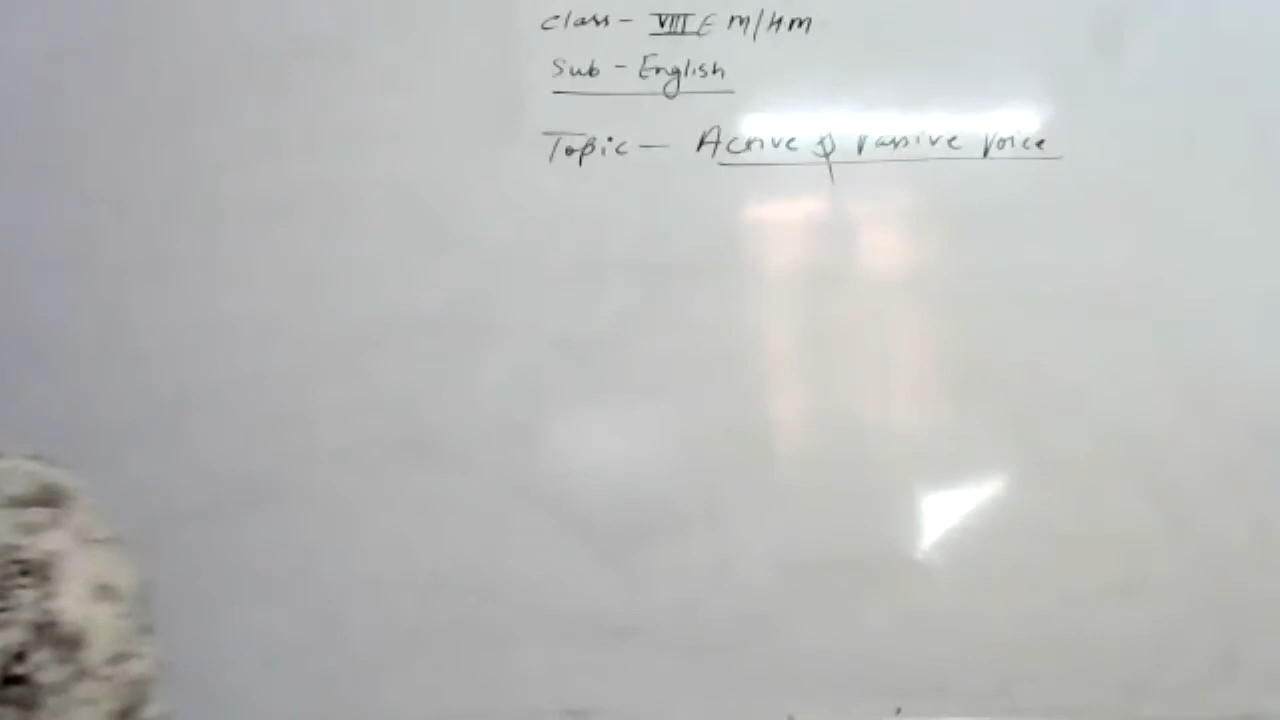 Class - VIII E M/HM
Sub - English
Topic - Active & Passive Voice